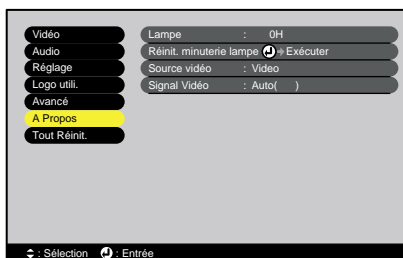 Vidéo
Audio
Réglage
Logo utili.
Avancé
A Propos
Tout Réinit.
Lampe : 0H
Réinit. minuterie lampe Exécuter
Source vidéo : Video
Signal Vidéo : Auto( )
: Sélection : Entrée